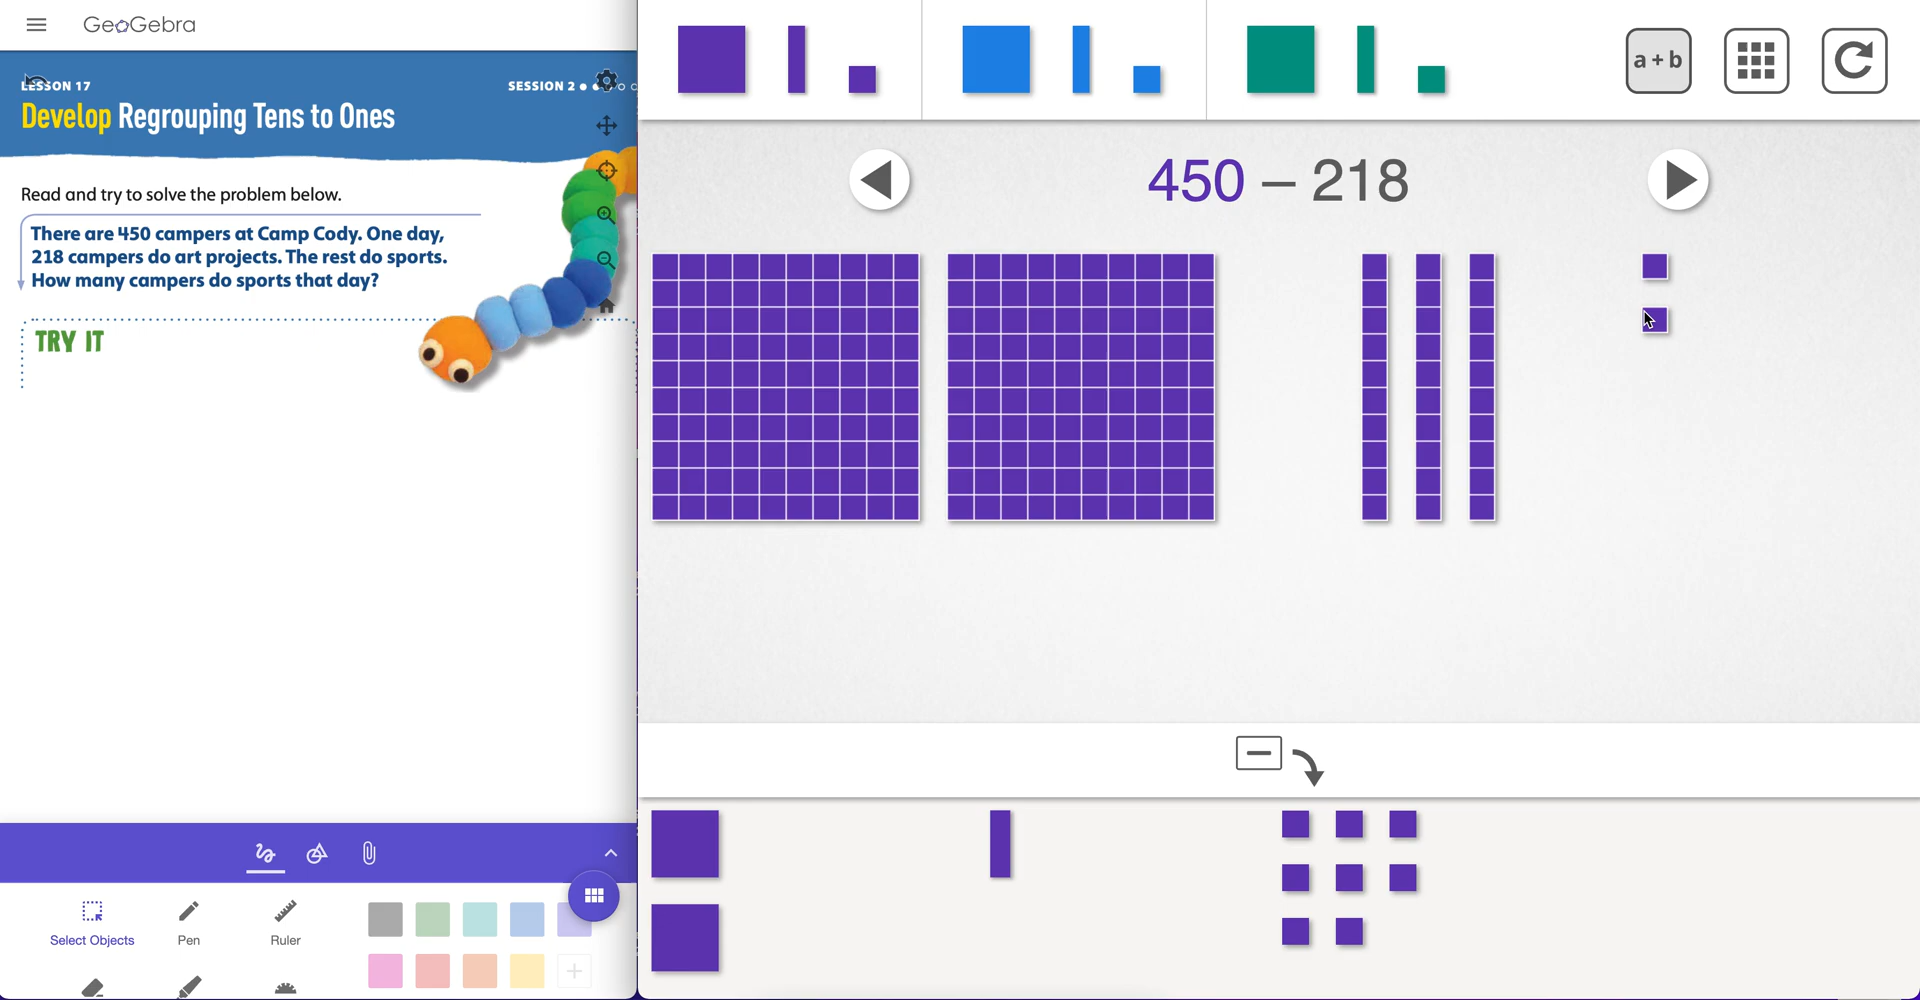 GeoGebra
LESSON 17
SESSION 2
Develop Regrouping Tens to Ones
Read and try to solve the problem below.
There are 450 campers at Camp Cody. One day,
218 campers do art projects. The rest do sports.
How many campers do sports that day?
TRY IT
Select Objects
Pen
Ruler
a + b
450 – 218